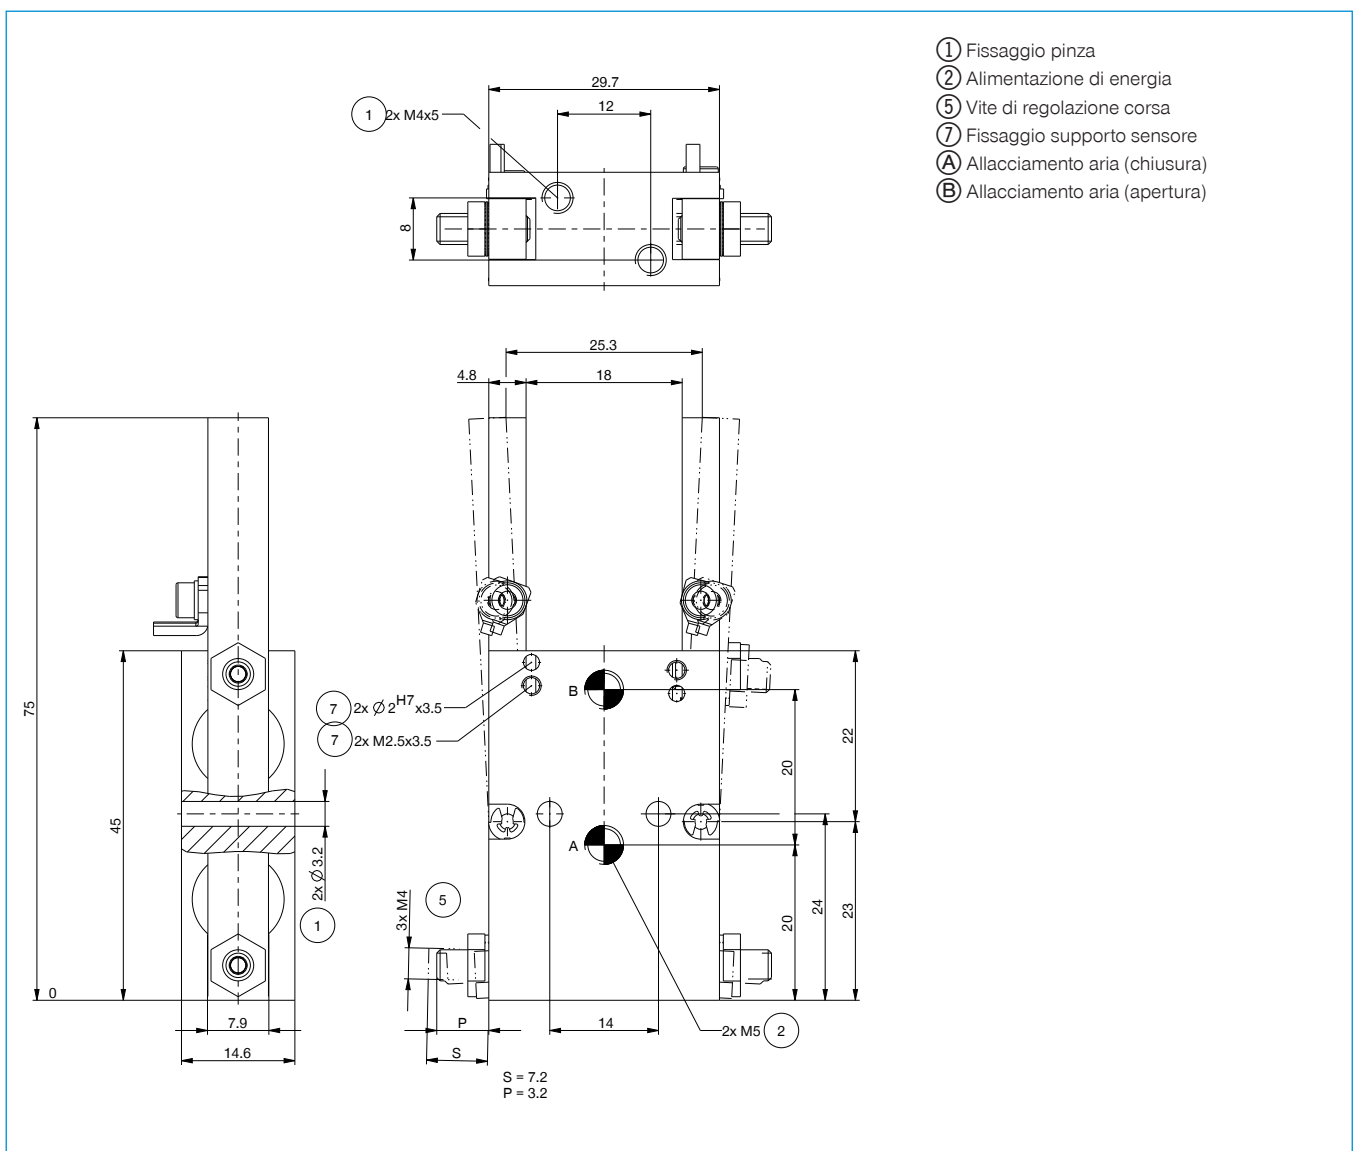 ① Fissaggio pinza
② Alimentazione di energia
⑤ Vite di regolazione corsa
⑦ Fissaggio supporto sensore
Ⓐ Allacciamento aria (chiusura)
Ⓑ Allacciamento aria (apertura)
29.7
12
① 2x M4x5
8
25.3
4.8
18
75
45
0
7.9
14.6
2x Ø3.2
①
⑦ 2x Ø 2H7x3.5
⑦ 2x M2.5x3.5
B
A
22
20
20
24
23
3x M4
⑤
P
S
14
2x M5 ②
S = 7.2
P = 3.2